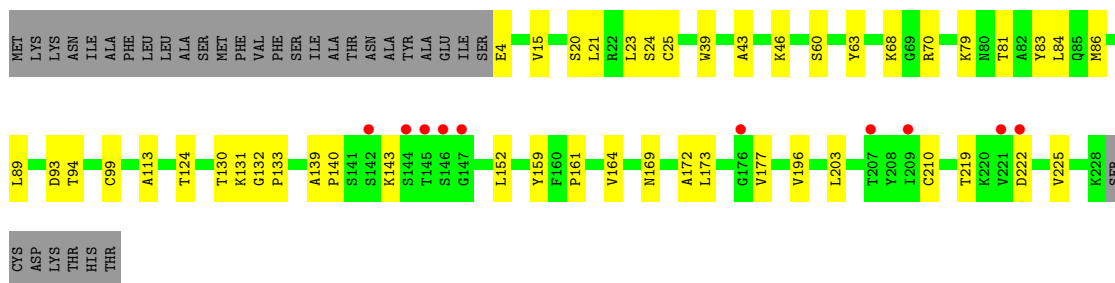 MET LYS LYS ASN ILE ALA PHE LEU LEU ALA SER MET PHE VAL PHE SER ILE ALA THR ASN ALA TYR ALA GLU ILE SER E4 V15 S20 L21 R22 L23 S24 C25 W39 A43 K46 S60 Y63 K68 G69 R70 K79 N80 T81 A82 Y83 L84 Q85 M86
L89 D93 T94 C99 A113 T124 T130 K131 G132 P133 A139 P140 S141 S142 K143 S144 T145 S146 G147 L152 Y159 F160 P161 V164 N169 A172 L173 G176 V177 V196 L203 T207 Y208 I209 C210 T219 K220 V221 D222 V225 K228 SER
CYS ASP LYS THR HIS THR